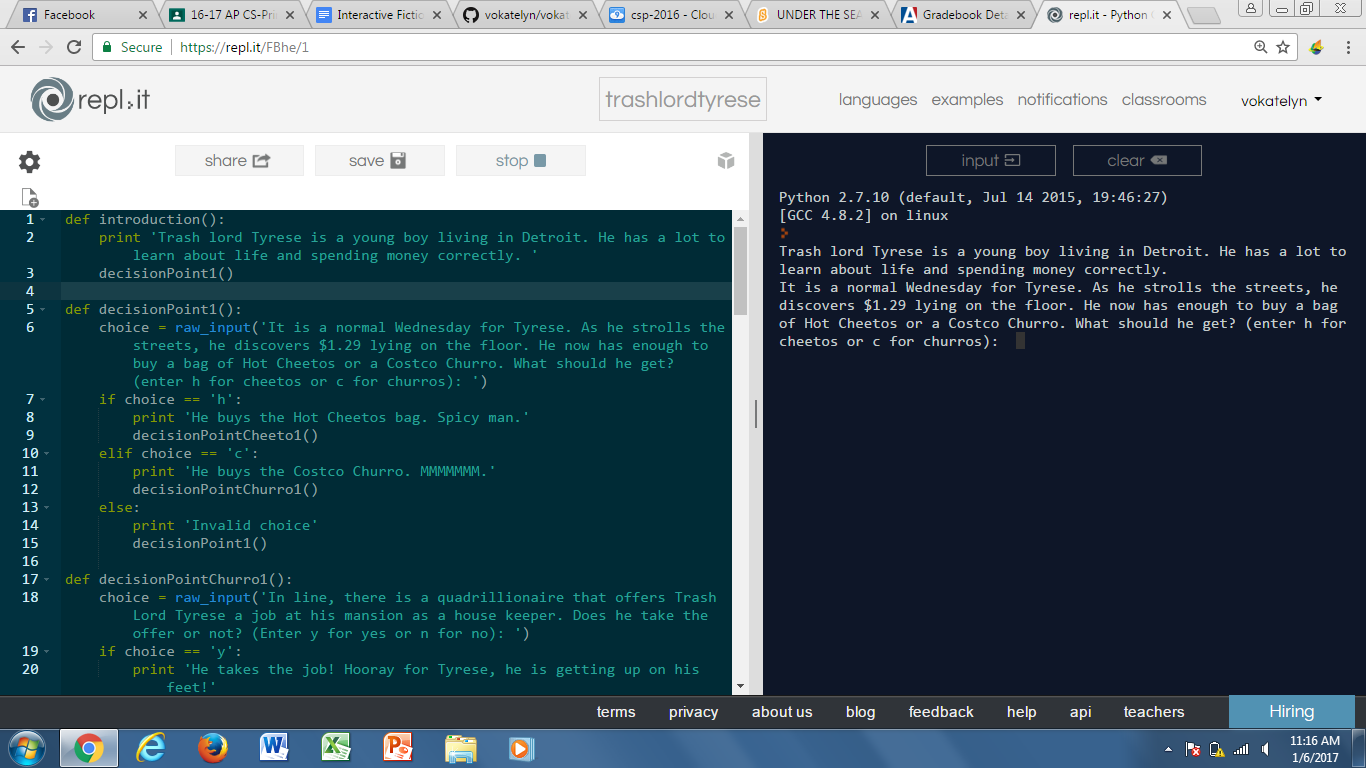 Facebook
16-17 AP CS-Prin
Interactive Fictio
vokatelyn/vokat
csp-2016 - Clou
UNDER THE SEA
Gradebook Deta
repl.it - Python
Secure https://repl.it/FBhe/1
repl.it
trashlordtyrese
languages examples notifications classrooms vokatelyn
share save stop
input clear
1 def introduction():
2 print 'Trash lord Tyrese is a young boy living in Detroit. He has a lot to
learn about life and spending money correctly. '
3 decisionPoint1()
4
5 def decisionPoint1():
6 choice = raw_input('It is a normal Wednesday for Tyrese. As he strolls the
streets, he discovers $1.29 lying on the floor. He now has enough to
buy a bag of Hot Cheetos or a Costco Churro. What should he get?
(enter h for cheetos or c for churros): ')
7 if choice == 'h':
8 print 'He buys the Hot Cheetos bag. Spicy man.'
9 decisionPointCheeto1()
10 elif choice == 'c':
11 print 'He buys the Costco Churro. MMMMMMM.'
12 decisionPointChurro1()
13 else:
14 print 'Invalid choice'
15 decisionPoint1()
16
17 def decisionPointChurro1():
18 choice = raw_input('In line, there is a quadrillionaire that offers Trash
Lord Tyrese a job at his mansion as a house keeper. Does he take the
offer or not? (Enter y for yes or n for no): ')
19 if choice == 'y':
20 print 'He takes the job! Hooray for Tyrese, he is getting up on his
feet!'
Python 2.7.10 (default, Jul 14 2015, 19:46:27)
[GCC 4.8.2] on linux
Trash lord Tyrese is a young boy living in Detroit. He has a lot to
learn about life and spending money correctly.
It is a normal Wednesday for Tyrese. As he strolls the streets, he
discovers $1.29 lying on the floor. He now has enough to buy a bag
of Hot Cheetos or a Costco Churro. What should he get? (enter h for
cheetos or c for churros):
terms privacy about us blog feedback help api teachers Hiring
11:16 AM
1/6/2017